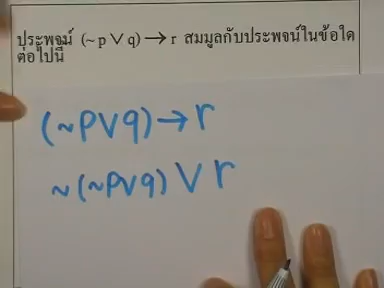 ประพจน์ (~ p ∨ q) → r สมมูลกับประพจน์ในข้อใด
ต่อไปนี้
(~p∨q)→r
~(~p∨q) ∨ r